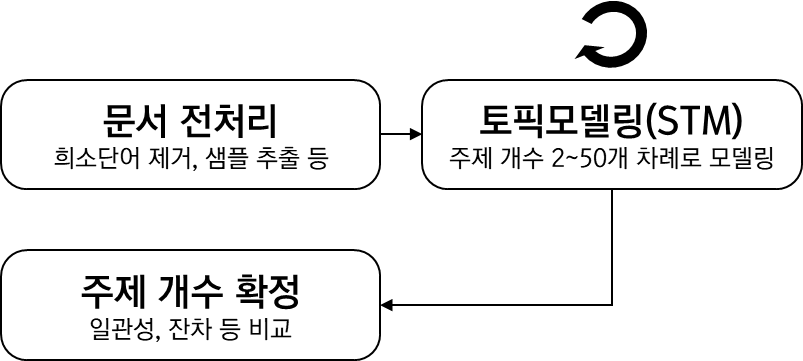 문서 전처리
희소단어 제거, 샘플 추출 등
토픽모델링(STM)
주제 개수 2~50개 차례로 모델링
주제 개수 확정
일관성, 잔차 등 비교